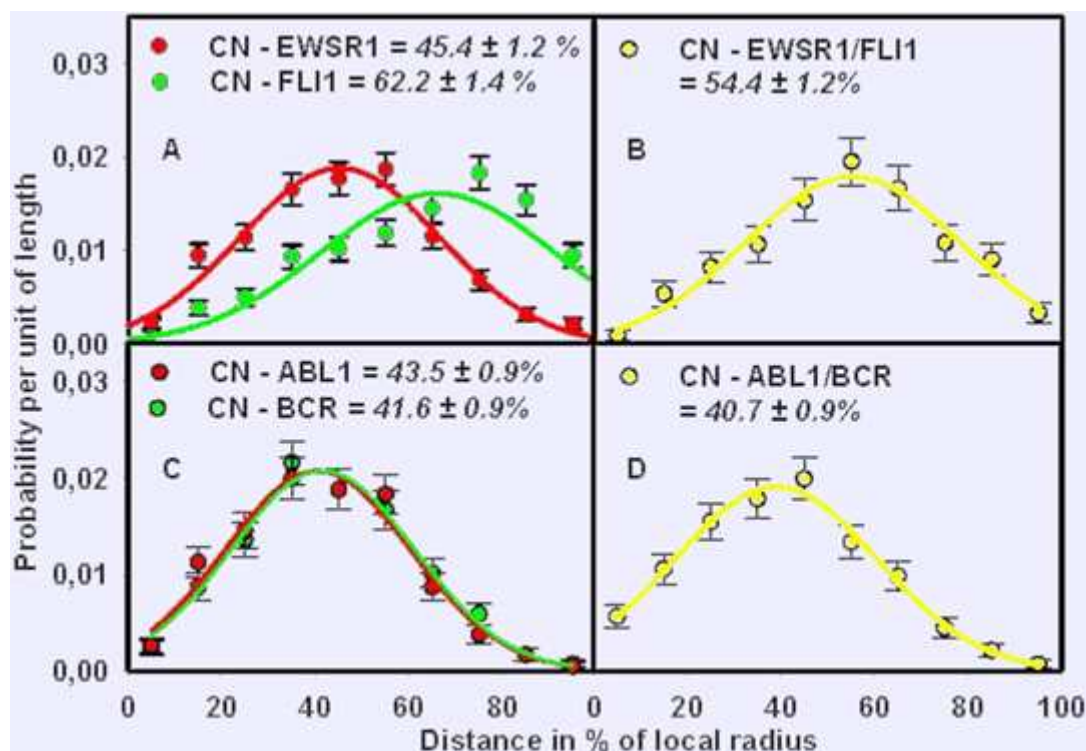 CN - EWSR1 = 45.4 ± 1.2 %
CN - FLI1 = 62.2 ± 1.4 %
A
CN - EWSR1/FLI1
= 54.4 ± 1.2%
B
0,03
0,02
0,01
0,00
CN - ABL1 = 43.5 ± 0.9%
CN - BCR = 41.6 ± 0.9%
C
CN - ABL1/BCR
= 40.7 ± 0.9%
D
0,03
0,02
0,01
0,00
Probability per unit of length
0 20 40 60 80 0 20 40 60 80 100
Distance in % of local radius